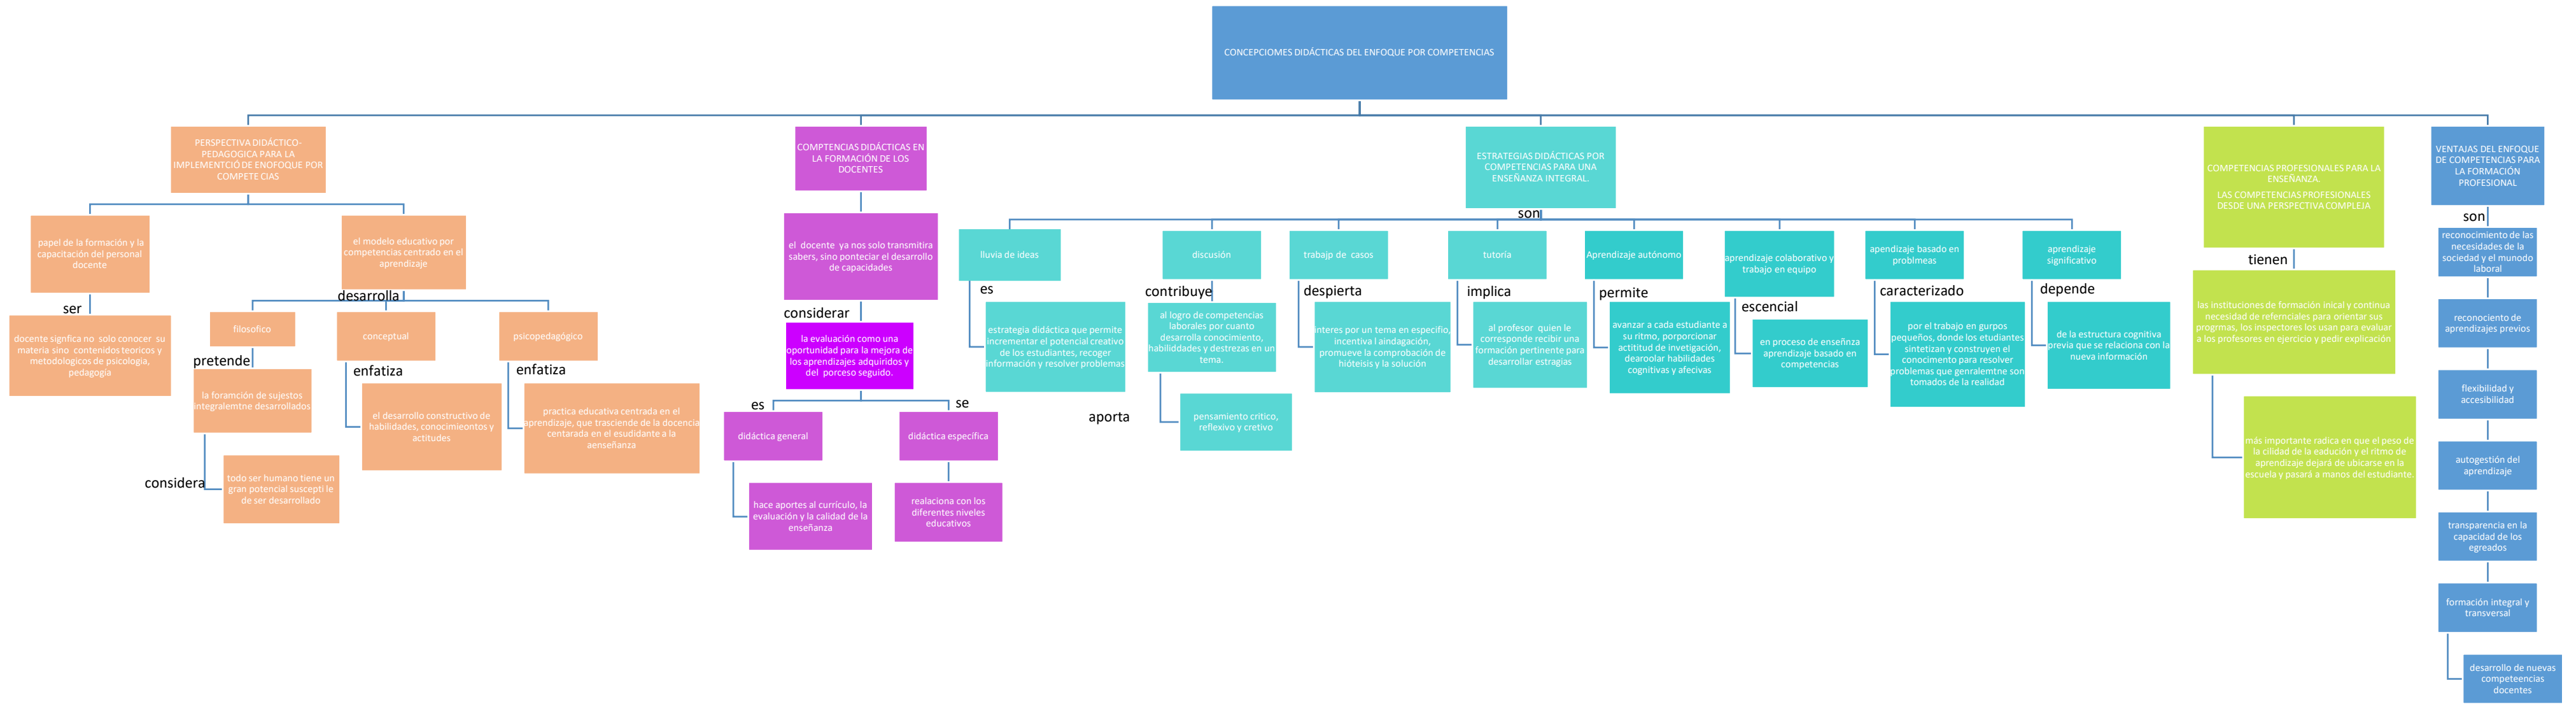 CONCEPCIOMES DIDÁCTICAS DEL ENFOQUE POR COMPETENCIAS
PERSPECTIVA DIDÁCTICO-
PEDAGOGICA PARA LA
IMPLEMENTCIÓ DE ENOFOQUE POR
COMPETE CIAS
papel de la formación y la
capacitación del personal
docente
ser
docente signfica no solo conocer su
materia sino contenidos teoricos y
metodologicos de psicología,
pedagogía
el modelo educativo por
competencias centrado en el
aprendizaje
desarrolla
filosofico
pretende
la foramción de sujestos
integralemtne desarrollados
considera
todo ser humano tiene un
gran potencial suscepti le
de ser desarrollado
conceptual
enfatiza
el desarrollo constructivo de
habilidades, conocimieontos y
actitudes
psicopedagógico
enfatiza
practica educativa centrada en el
aprendizaje, que trasciende de la docencia
centarada en el esudidante a la
aenseñanza
COMPTENCIAS DIDÁCTICAS EN
LA FORMACIÓN DE LOS
DOCENTES
el docente ya nos solo transmitira
sabers, sino ponteciar el desarrollo
de capacidades
considerar
la evaluación como una
oportunidad para la mejora de
los aprendizajes adquiridos y
del porceso seguido.
es
didáctica general
hace aportes al currículo, la
evaluación y la calidad de la
enseñanza
se
didáctica específica
realaciona con los
diferentes niveles
educativos
ESTRATEGIAS DIDÁCTICAS POR
COMPETENCIAS PARA UNA
ENSEÑANZA INTEGRAL.
son
lluvia de ideas
es
estrategia didáctica que permite
incrementar el potencial creativo
de los estudiantes, recoger
información y resolver problemas
discusión
contribuye
al logro de competencias
laborales por cuanto
desarrolla conocimiento,
habiliddades y destrezas en un
tema.
aporta
pensamiento crítico,
reflexivo y cretivo
trabajp de casos
despierta
interes por un tema en especifio,
incentiva l aindagación,
promueve la comprobación de
hióteisis y la solución
tutoría
implica
al profesor quien le
corresponde recibir una
formación pertinente para
desarrollar estragias
Aprendizaje autónomo
permite
avanzar a cada estudiante a
su ritmo, porporcionar
actititud de invetigación,
dearoolar habilidades
cognitivas y afecivas
aprendizaje colaborativo y
trabajo en equipo
escencial
en proceso de enseñnza
aprendizaje basado en
competencias
apendizaje basado en
problmeas
caracterizado
por el trabajo en gurpos
pequeños, donde los etudiantes
sintetizan y construyen el
conocimento para resolver
problemas que genralemtne son
tomados de la realidad
aprndizaje
significativo
depende
de la estructura cognitiva
previa que se relaciona con la
nueva información
COMPETENCIAS PROFESIONALES PARA LA
ENSEÑANZA.
LAS COMPETENCIAS PROFESIONALES
DESDE UNA PERSPECTIVA COMPLEJA
tienen
las instituciones de formación inical y continua
necesidad de refernciales para orientar sus
progrmas, los inspectores los usan para evaluar
a los profesores en ejercicio y pedir explicación
más importante radica en que el peso de
la cilidad de la eadución y el ritmo de
aprendizaje dejará de ubicarse en la
escuela y pasará a manos del estudiante.
VENTAJAS DEL ENFOQUE
DE COMPETENCIAS PARA
LA FORMACIÓN
PROFESIONAL
son
reconocimiento de las
necesidades de la
sociedad y el munodo
laboral
reconociento de
aprendizajes previos
flexibilidad y
accesibilidad
autogestión del
aprendizaje
transparencia en la
capacidad de los
egreados
formación integral y
transversal
desarrollo de nuevas
competeencias
docentes